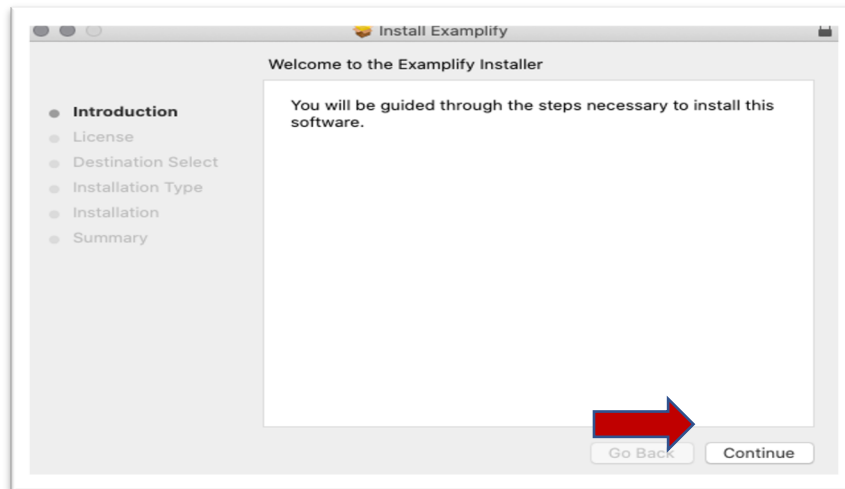 Install Examplify
Welcome to the Examplify Installer
Introduction
License
Destination Select
Installation Type
Installation
Summary
You will be guided through the steps necessary to install this
software.
Go Back
Continue